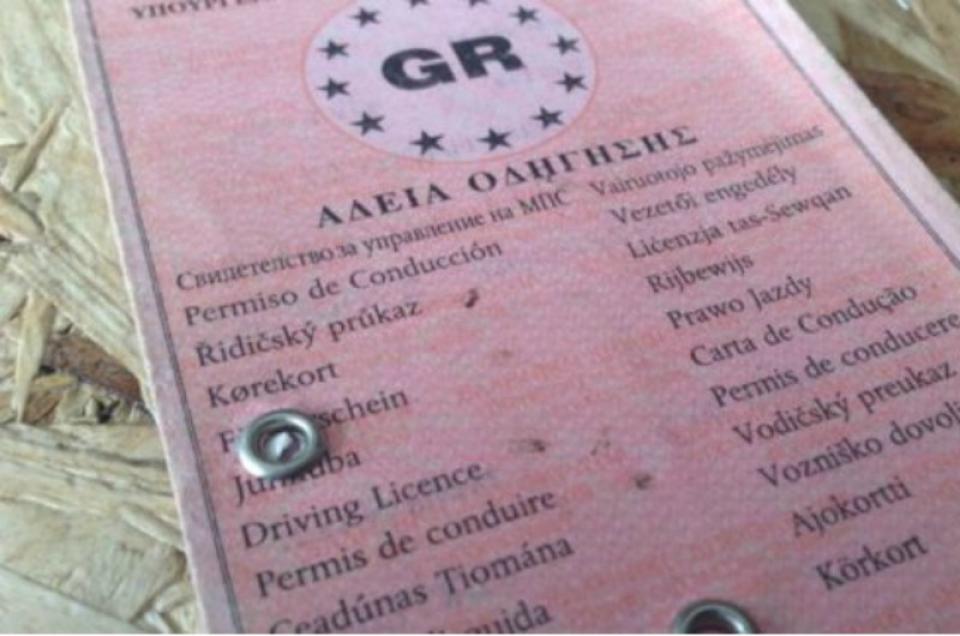 GR
ΑΔΕΙΑ ΟΔΗΓΗΣΗΣ
Свидетелство за управление на МПС
Permiso de Conducción
Řidičský průkaz
Kørekort
Driving Licence
Permis de conduire
Ceadúnas Tiomána
Vairuotojo pažymėjimas
Vezetői engedély
Liċenzja tas-Sewqan
Rijbewijs
Prawo Jazdy
Carta de Condução
Permis de conducere
Vodičský preukaz
Vozniško
Ajokortti
Körkort